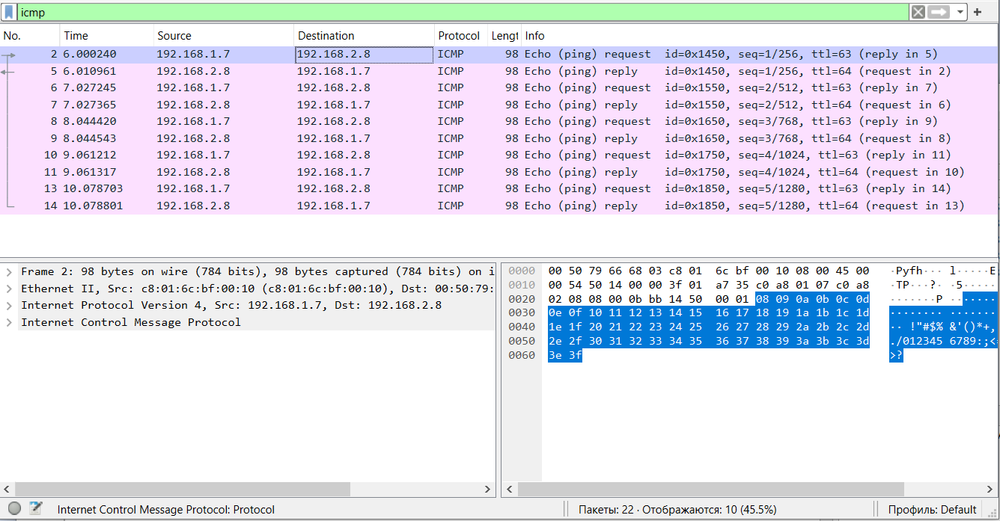 icmp
No. Time Source Destination Protocol Lengt Info
2 6.000240 192.168.1.7 192.168.2.8 ICMP 98 Echo (ping) request id=0x1450, seq=1/256, ttl=63 (reply in 5)
5 6.010961 192.168.2.8 192.168.1.7 ICMP 98 Echo (ping) reply id=0x1450, seq=1/256, ttl=64 (request in 2)
6 7.027245 192.168.1.7 192.168.2.8 ICMP 98 Echo (ping) request id=0x1550, seq=2/512, ttl=63 (reply in 7)
7 7.027365 192.168.2.8 192.168.1.7 ICMP 98 Echo (ping) reply id=0x1550, seq=2/512, ttl=64 (request in 6)
8 8.044420 192.168.1.7 192.168.2.8 ICMP 98 Echo (ping) request id=0x1650, seq=3/768, ttl=63 (reply in 9)
9 8.044543 192.168.2.8 192.168.1.7 ICMP 98 Echo (ping) reply id=0x1650, seq=3/768, ttl=64 (request in 8)
10 9.061212 192.168.1.7 192.168.2.8 ICMP 98 Echo (ping) request id=0x1750, seq=4/1024, ttl=63 (reply in 11)
11 9.061317 192.168.2.8 192.168.1.7 ICMP 98 Echo (ping) reply id=0x1750, seq=4/1024, ttl=64 (request in 10)
13 10.078703 192.168.1.7 192.168.2.8 ICMP 98 Echo (ping) request id=0x1850, seq=5/1280, ttl=63 (reply in 14)
14 10.078801 192.168.2.8 192.168.1.7 ICMP 98 Echo (ping) reply id=0x1850, seq=5/1280, ttl=64 (request in 13)
Frame 2: 98 bytes on wire (784 bits), 98 bytes captured (784 bits) on i
Ethernet II, Src: c8:01:6c:bf:00:10 (c8:01:6c:bf:00:10), Dst: 00:50:79:
Internet Protocol Version 4, Src: 192.168.1.7, Dst: 192.168.2.8
Internet Control Message Protocol
0000 00 50 79 66 68 03 c8 01 6c bf 00 10 08 00 45 00 ·Pyfh··· l·····E
0010 00 54 50 14 00 00 3f 01 a7 35 c0 a8 01 07 c0 a8 ·TP···?· ·5·····
0020 02 08 08 00 0b bb 14 50 00 01 08 09 0a 0b 0c 0d ·······P ··
0030 0e 0f 10 11 12 13 14 15 16 17 18 19 1a 1b 1c 1d ········ ·······
0040 1e 1f 20 21 22 23 24 25 26 27 28 29 2a 2b 2c 2d ·· !"#$% &'()*+,
0050 2e 2f 30 31 32 33 34 35 36 37 38 39 3a 3b 3c 3d ./012345 6789:;<=
0060 3e 3f >?
Internet Control Message Protocol: Protocol
Пакеты: 22 · Отображаются: 10 (45.5%)
Профиль: Default